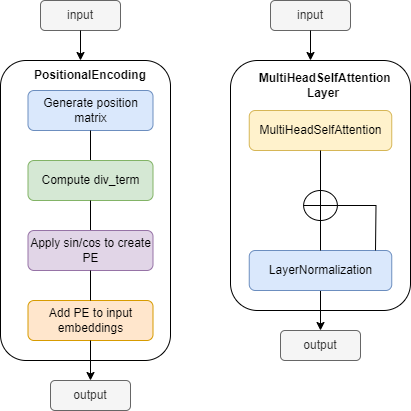 input
PositionalEncoding
Generate position
matrix
Compute div_term
Apply sin/cos to create
PE
Add PE to input
embeddings
output
input
MultiHeadSelfAttention
Layer
MultiHeadSelfAttention
LayerNormalization
output